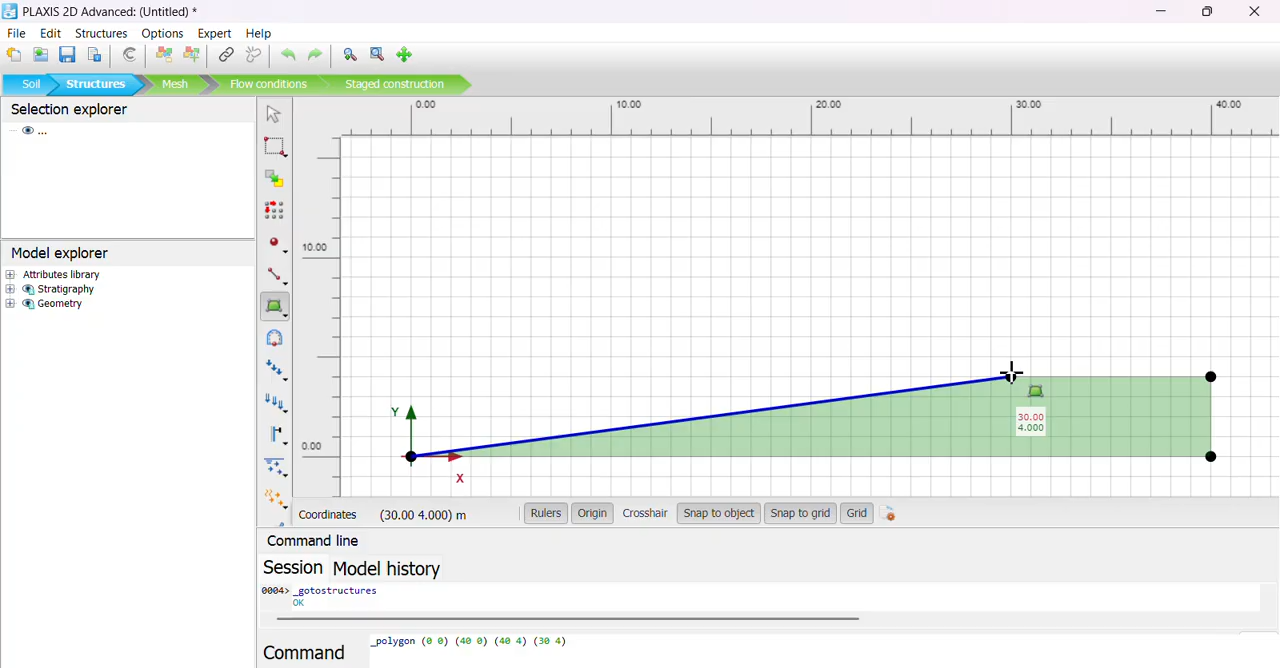 PLAXIS 2D Advanced: (Untitled) *
File Edit Structures Options Expert Help
Soil Structures Mesh Flow conditions Staged construction
Selection explorer
...
Model explorer
Attributes library
Stratigraphy
Geometry
0.00 10.00 20.00 30.00 40.00
10.00
0.00
Y
X
30.00
4.000
Coordinates (30.00 4.000) m Rulers Origin Crosshair Snap to object Snap to grid Grid
Command line
Session Model history
0004> _gotostructures
OK
Command _polygon (0 0) (40 0) (40 4) (30 4)